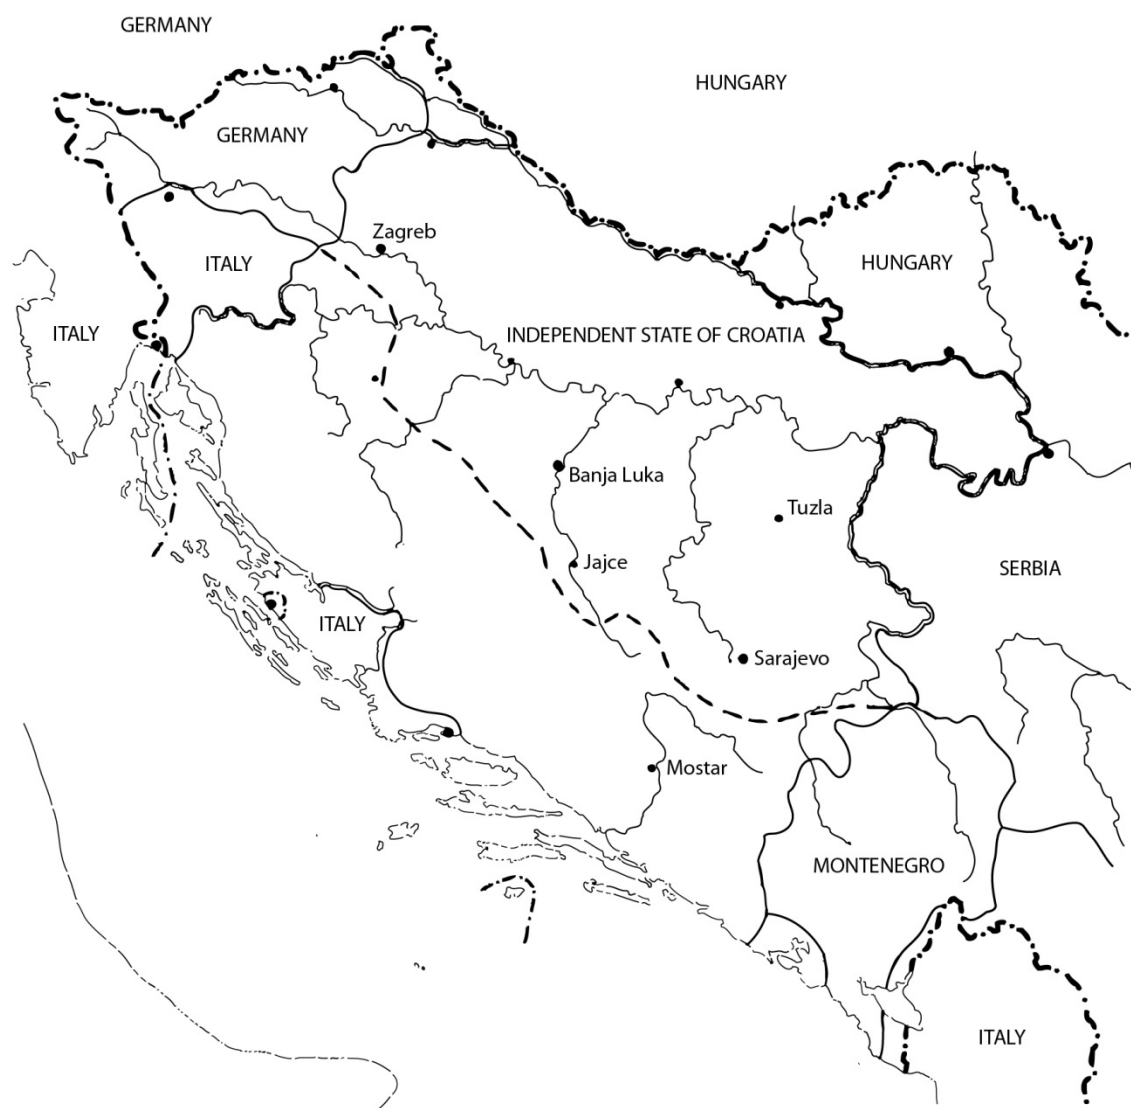 GERMANY
HUNGARY
GERMANY
Zagreb
ITALY
HUNGARY
ITALY
INDEPENDENT STATE OF CROATIA
Banja Luka
Tuzla
Jajce
SERBIA
ITALY
Sarajevo
Mostar
MONTENEGRO
ITALY